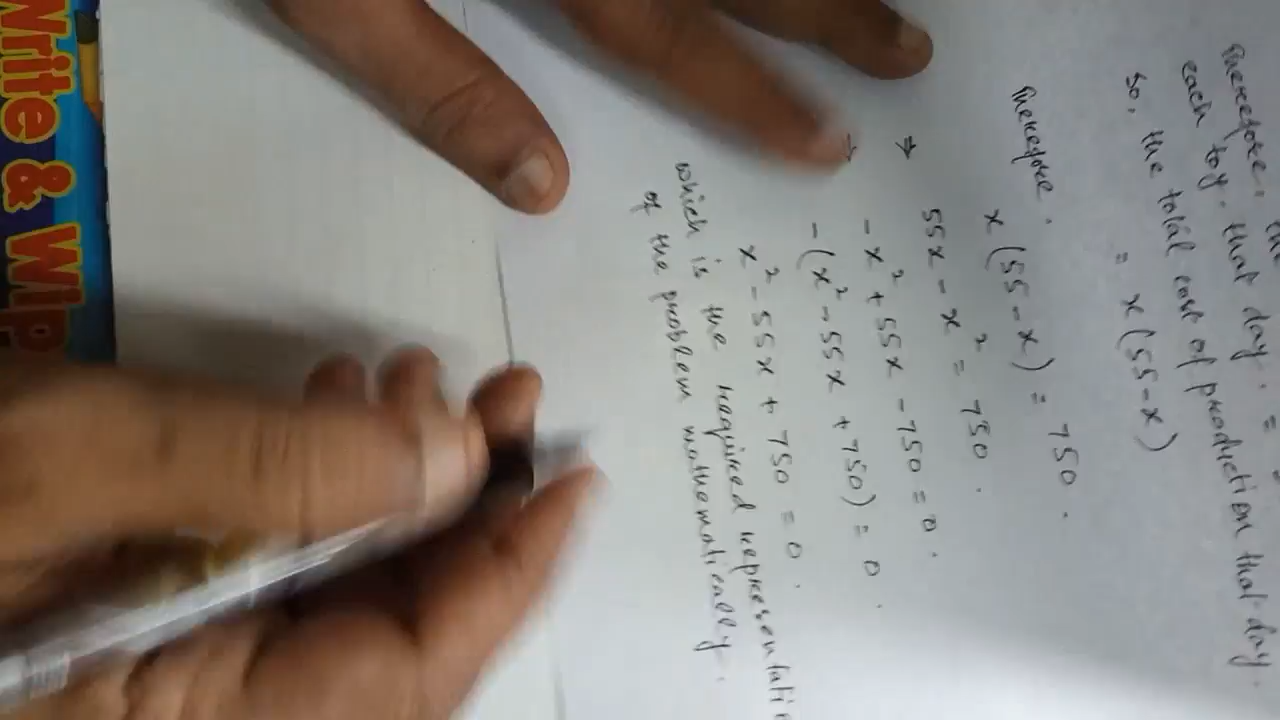 Therefore, the
each toy. that day. =
So, the total cost of production that day.
= x(55-x)
Therefore,
x(55-x) = 750.
⇒ 55x - x² = 750.
⇒ -x² + 55x - 750 = 0.
-(x² - 55x + 750) = 0
x² - 55x + 750 = 0.
which is the required representati
of the problem mathematically.
Write & Wip